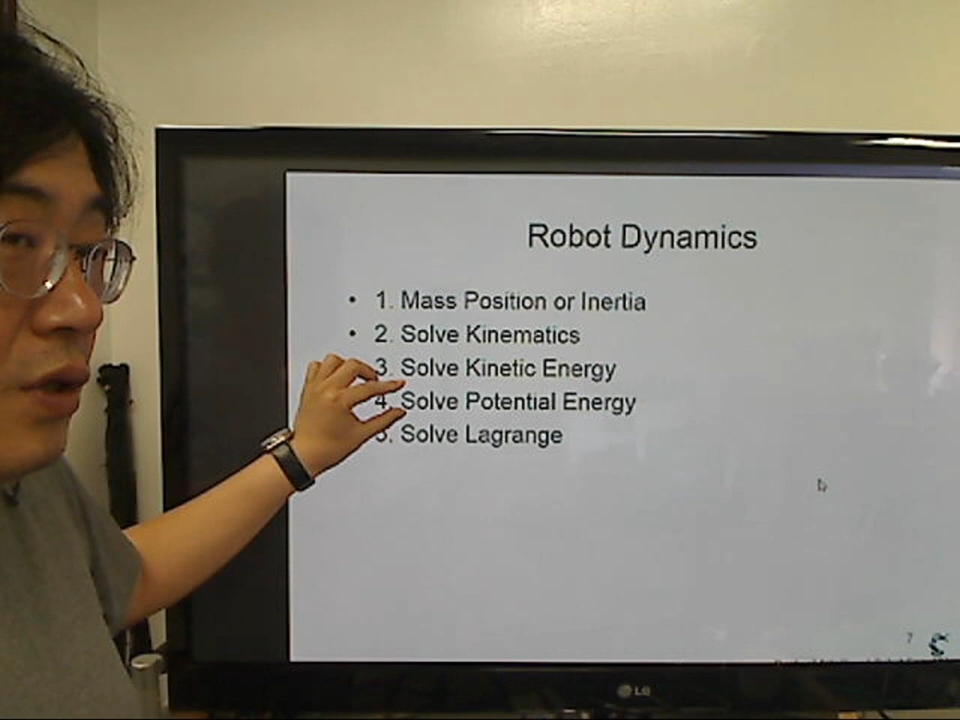 Robot Dynamics
• 1. Mass Position or Inertia
• 2. Solve Kinematics
3. Solve Kinetic Energy
4. Solve Potential Energy
5. Solve Lagrange
7
LG